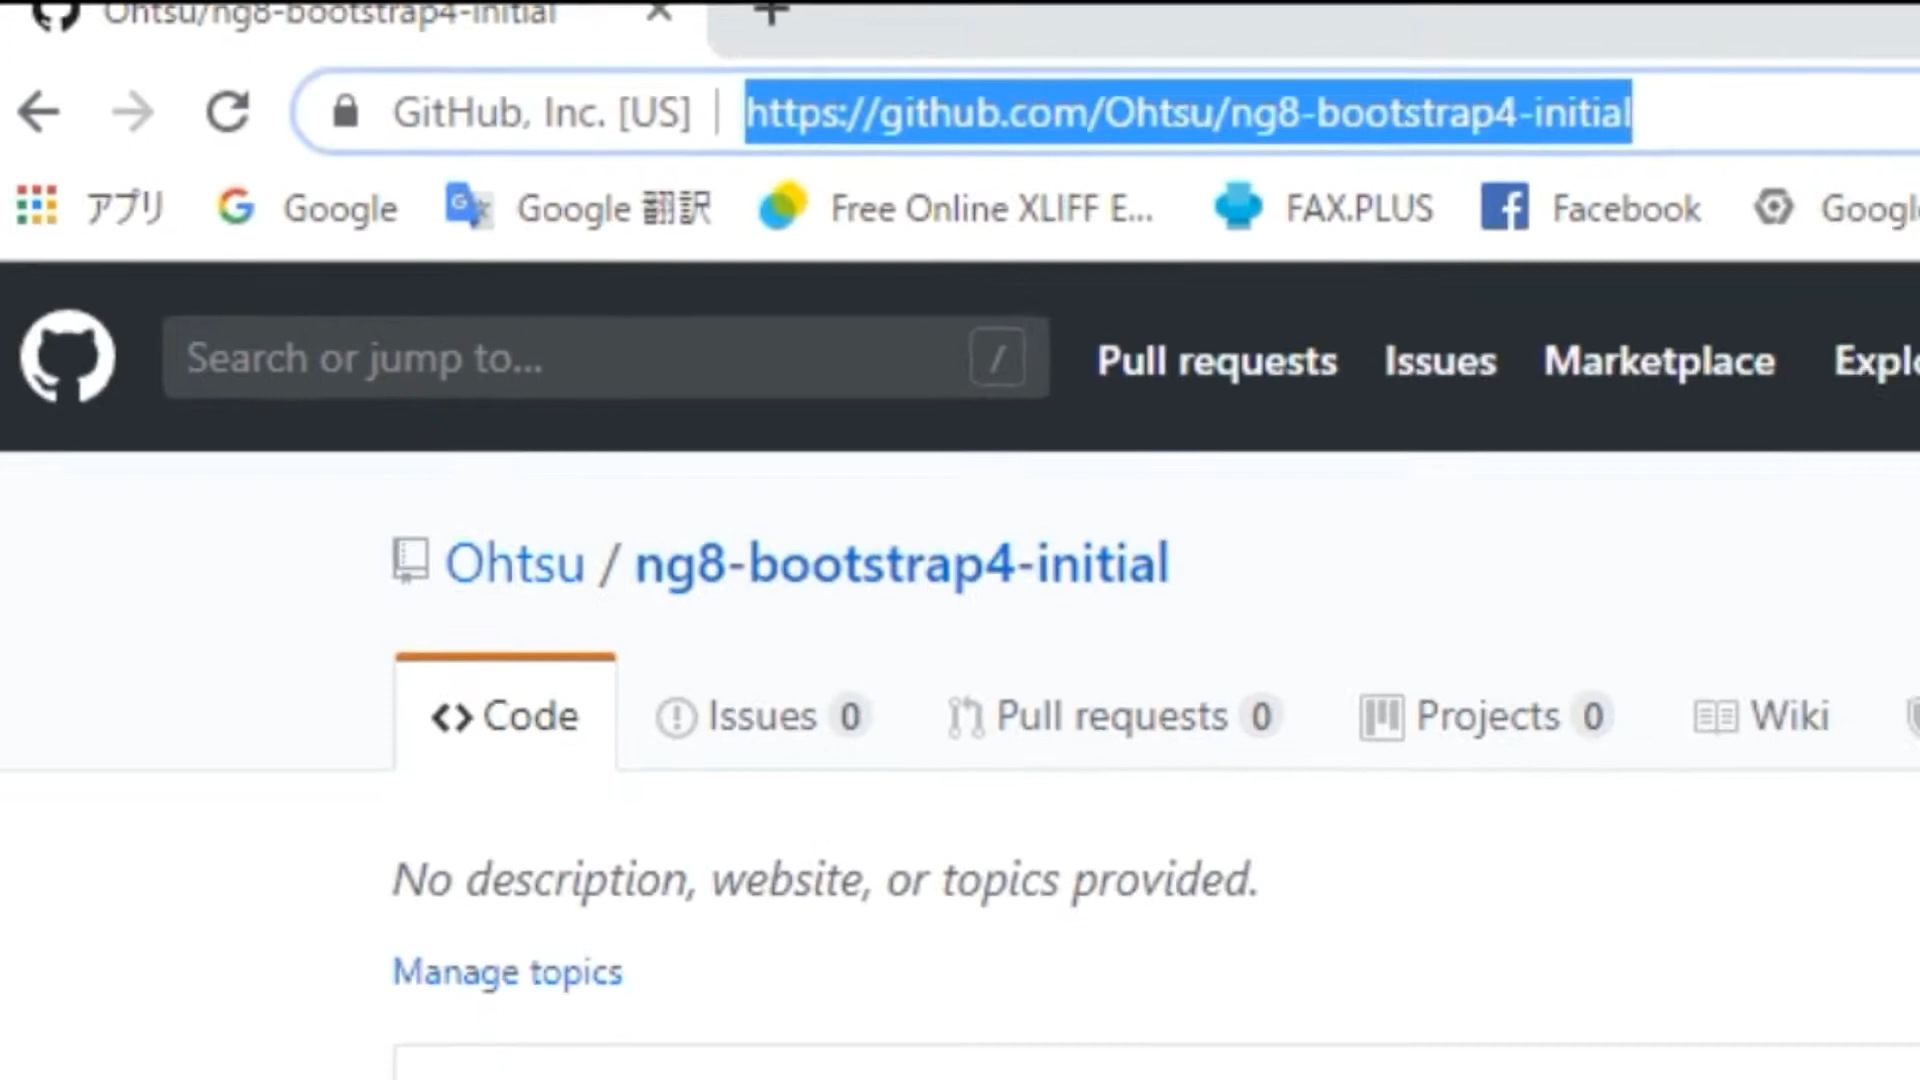 Ohtsu/ng8-bootstrap4-initial
GitHub, Inc. [US] | https://github.com/Ohtsu/ng8-bootstrap4-initial
アプリ Google Google 翻訳 Free Online XLIFF E... FAX.PLUS Facebook Google
Search or jump to... / Pull requests Issues Marketplace Explo
Ohtsu / ng8-bootstrap4-initial
<> Code Issues 0 Pull requests 0 Projects 0 Wiki
No description, website, or topics provided.
Manage topics